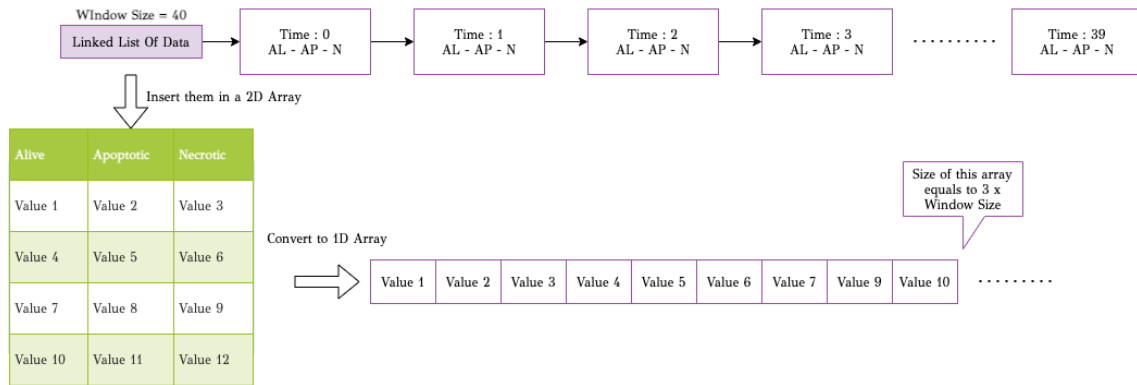 WIndow Size = 40
Linked List Of Data
Time : 0
AL - AP - N
Time : 1
AL - AP - N
Time : 2
AL - AP - N
Time : 3
AL - AP - N
..........
Time : 39
AL - AP - N
Insert them in a 2D Array
Alive Apoptotic Necrotic
Value 1 Value 2 Value 3
Value 4 Value 5 Value 6
Value 7 Value 8 Value 9
Value 10 Value 11 Value 12
Convert to 1D Array
Size of this array
equals to 3 x
Window Size
Value 1 Value 2 Value 3 Value 4 Value 5 Value 6 Value 7 Value 9 Value 10 ..........